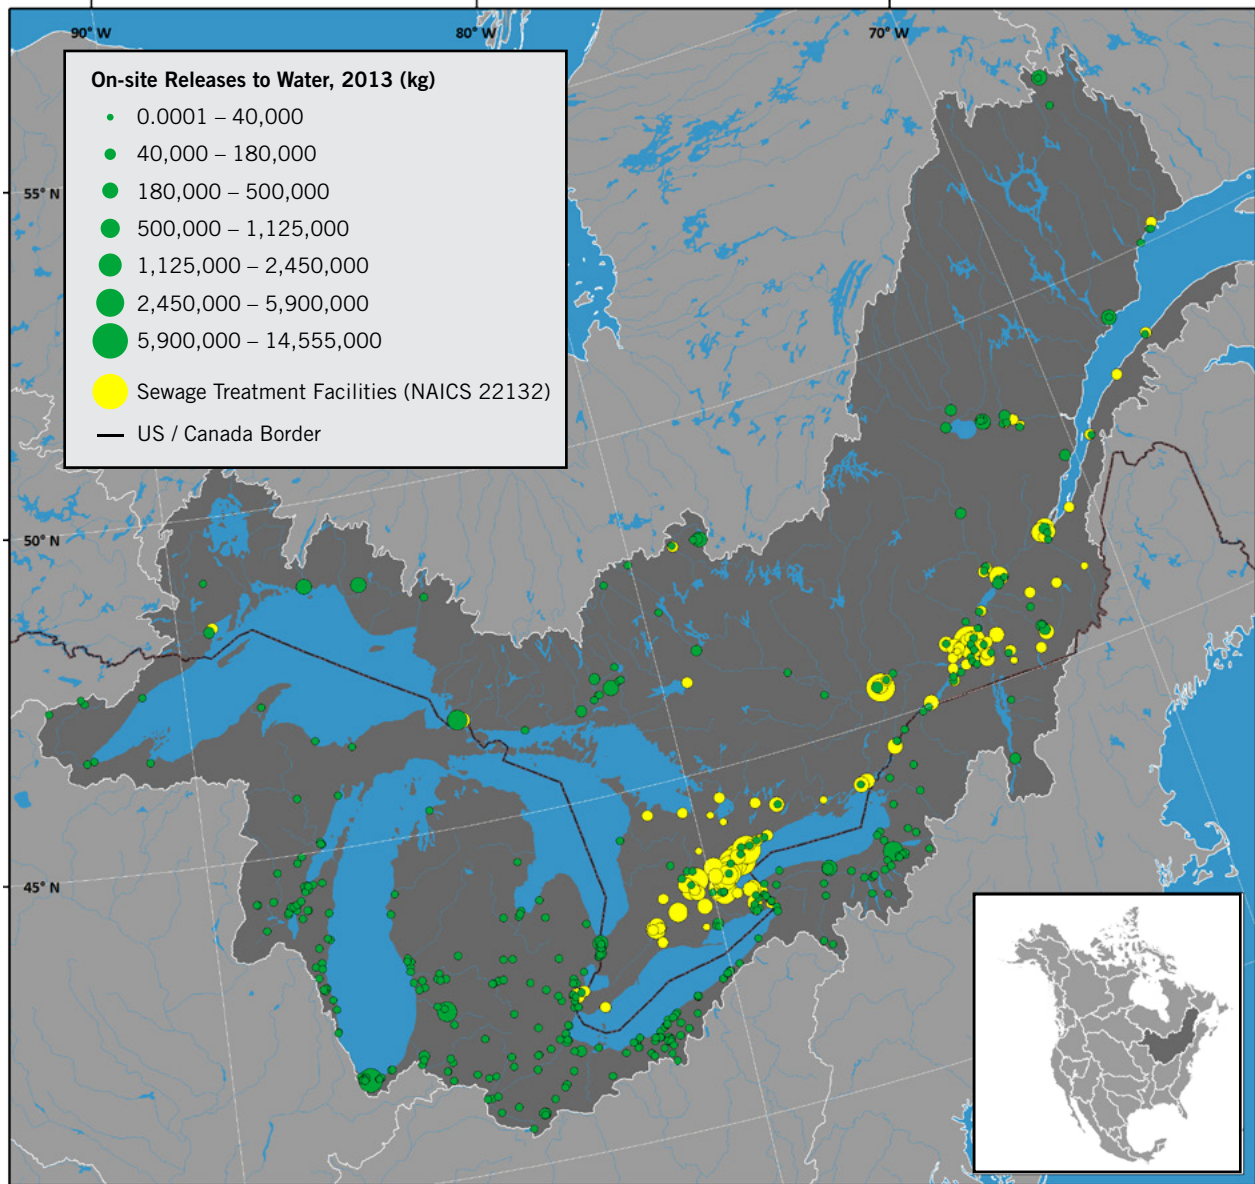 90° W
80° W
70° W
On-site Releases to Water, 2013 (kg)
0.0001 – 40,000
40,000 – 180,000
180,000 – 500,000
500,000 – 1,125,000
1,125,000 – 2,450,000
2,450,000 – 5,900,000
5,900,000 – 14,555,000
Sewage Treatment Facilities (NAICS 22132)
US / Canada Border
55° N
50° N
45° N